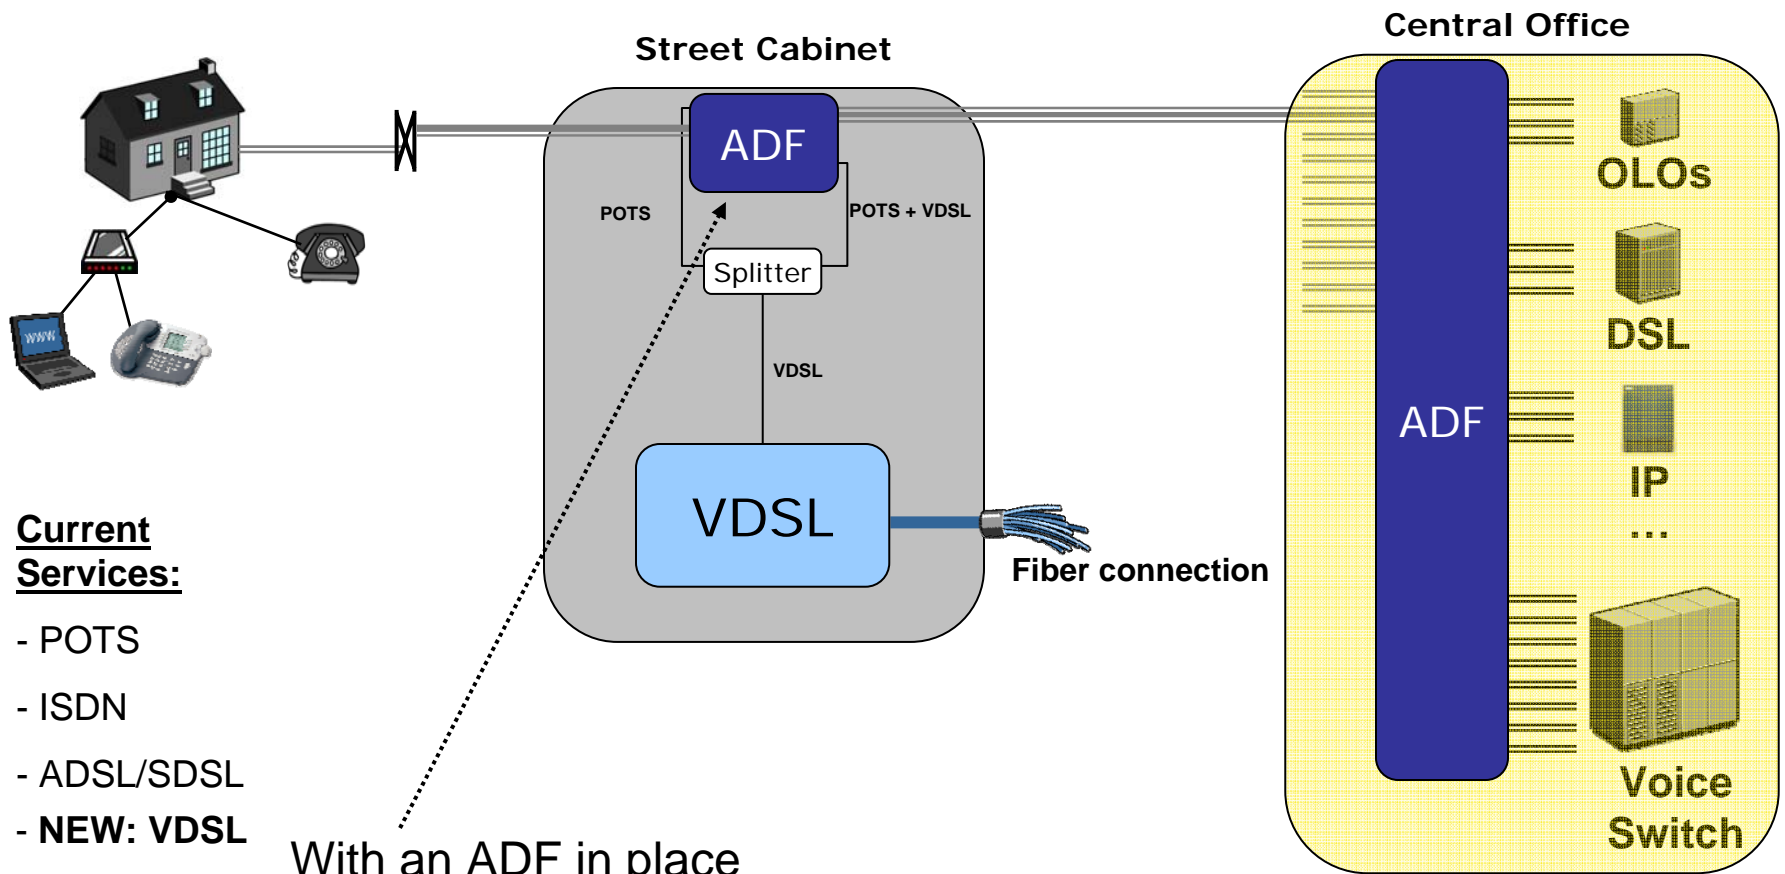 Street Cabinet
Central Office
ADF
POTS
POTS + VDSL
Splitter
VDSL
VDSL
Fiber connection
WWW
ADF
OLOs
DSL
IP
...
Voice
Switch
Current
Services:
- POTS
- ISDN
- ADSL/SDSL
- NEW: VDSL
With an ADF in place